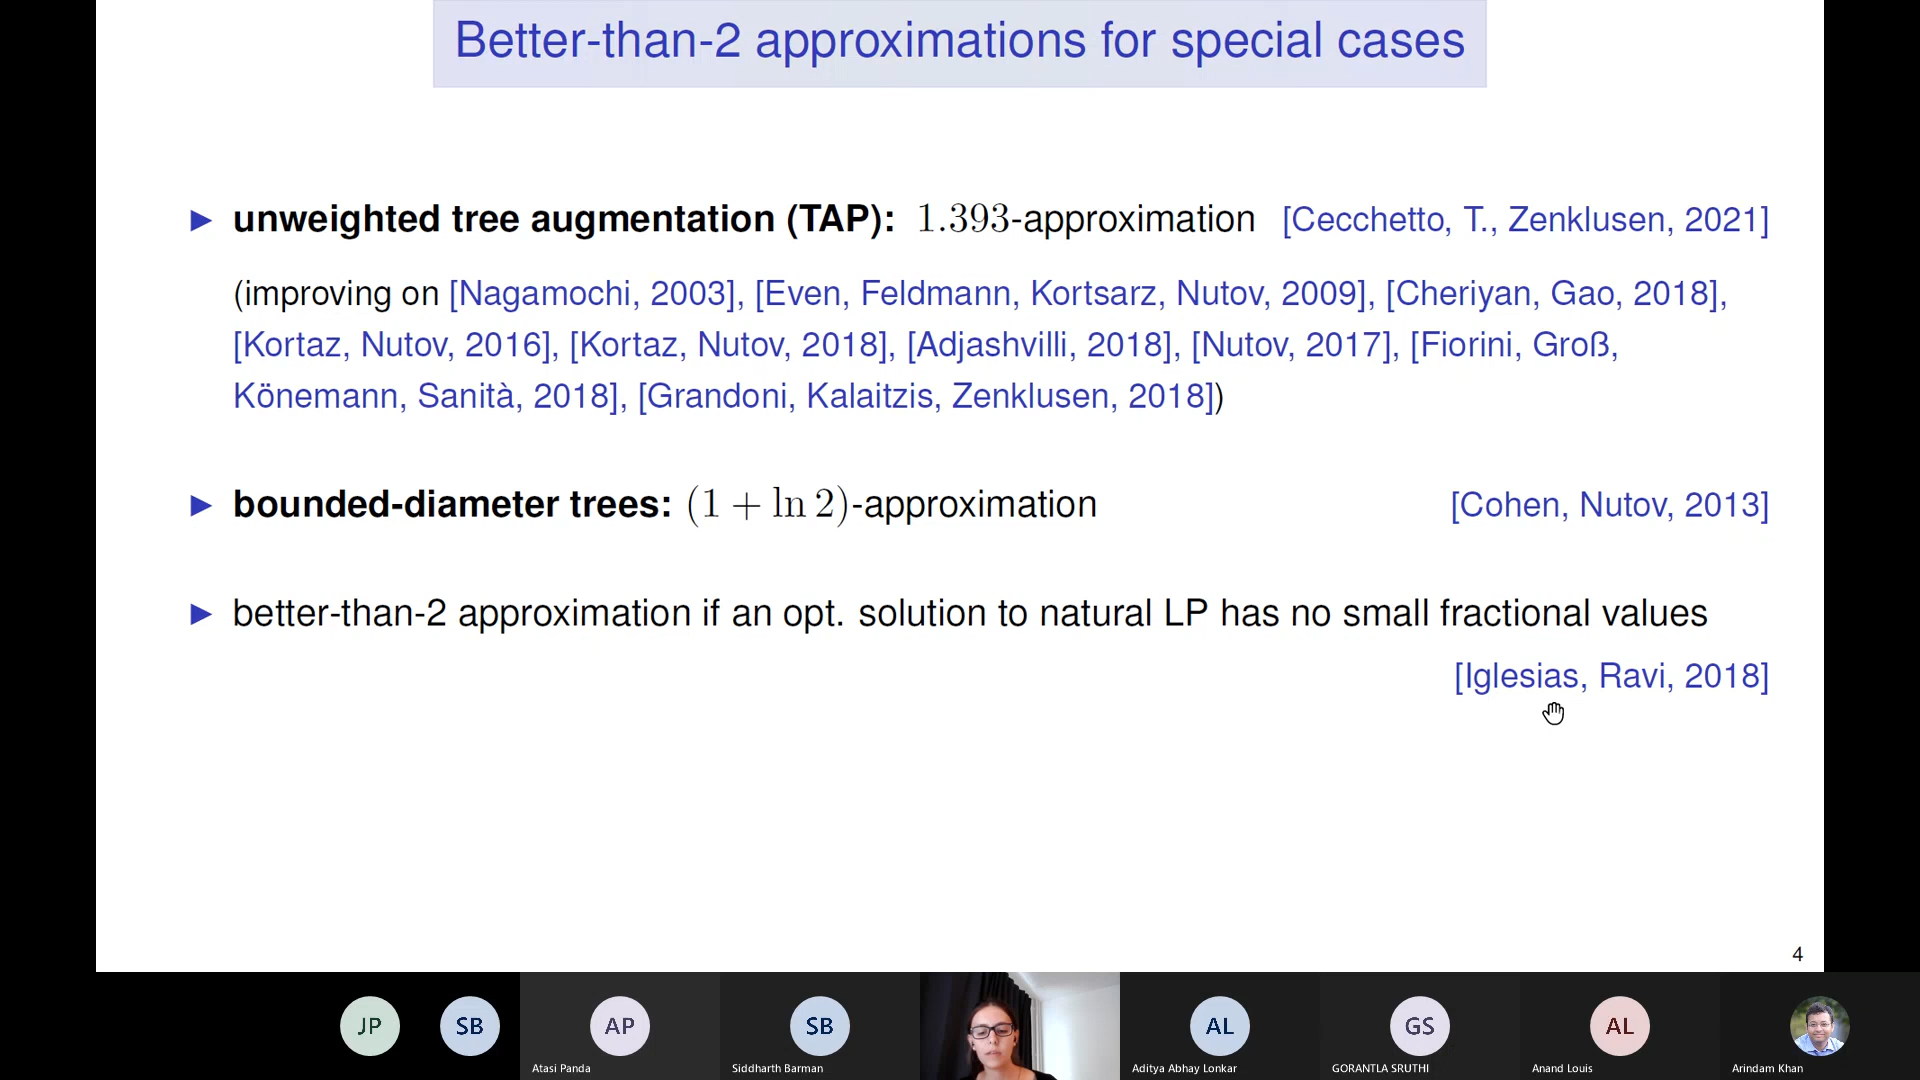 Better-than-2 approximations for special cases
▶ unweighted tree augmentation (TAP): 1.393-approximation [Cecchetto, T., Zenklusen, 2021]
(improving on [Nagamochi, 2003], [Even, Feldmann, Kortsarz, Nutov, 2009], [Cheriyan, Gao, 2018],
[Kortaz, Nutov, 2016], [Kortaz, Nutov, 2018], [Adjashvilli, 2018], [Nutov, 2017], [Fiorini, Groß,
Könemann, Sanità, 2018], [Grandoni, Kalaitzis, Zenklusen, 2018])
▶ bounded-diameter trees: (1 + ln 2)-approximation [Cohen, Nutov, 2013]
▶ better-than-2 approximation if an opt. solution to natural LP has no small fractional values
[Iglesias, Ravi, 2018]
4
JP SB AP SB AL GS AL
Atasi Panda Siddharth Barman Aditya Abhay Lonkar GORANTLA SRUTHI Anand Louis Arindam Khan